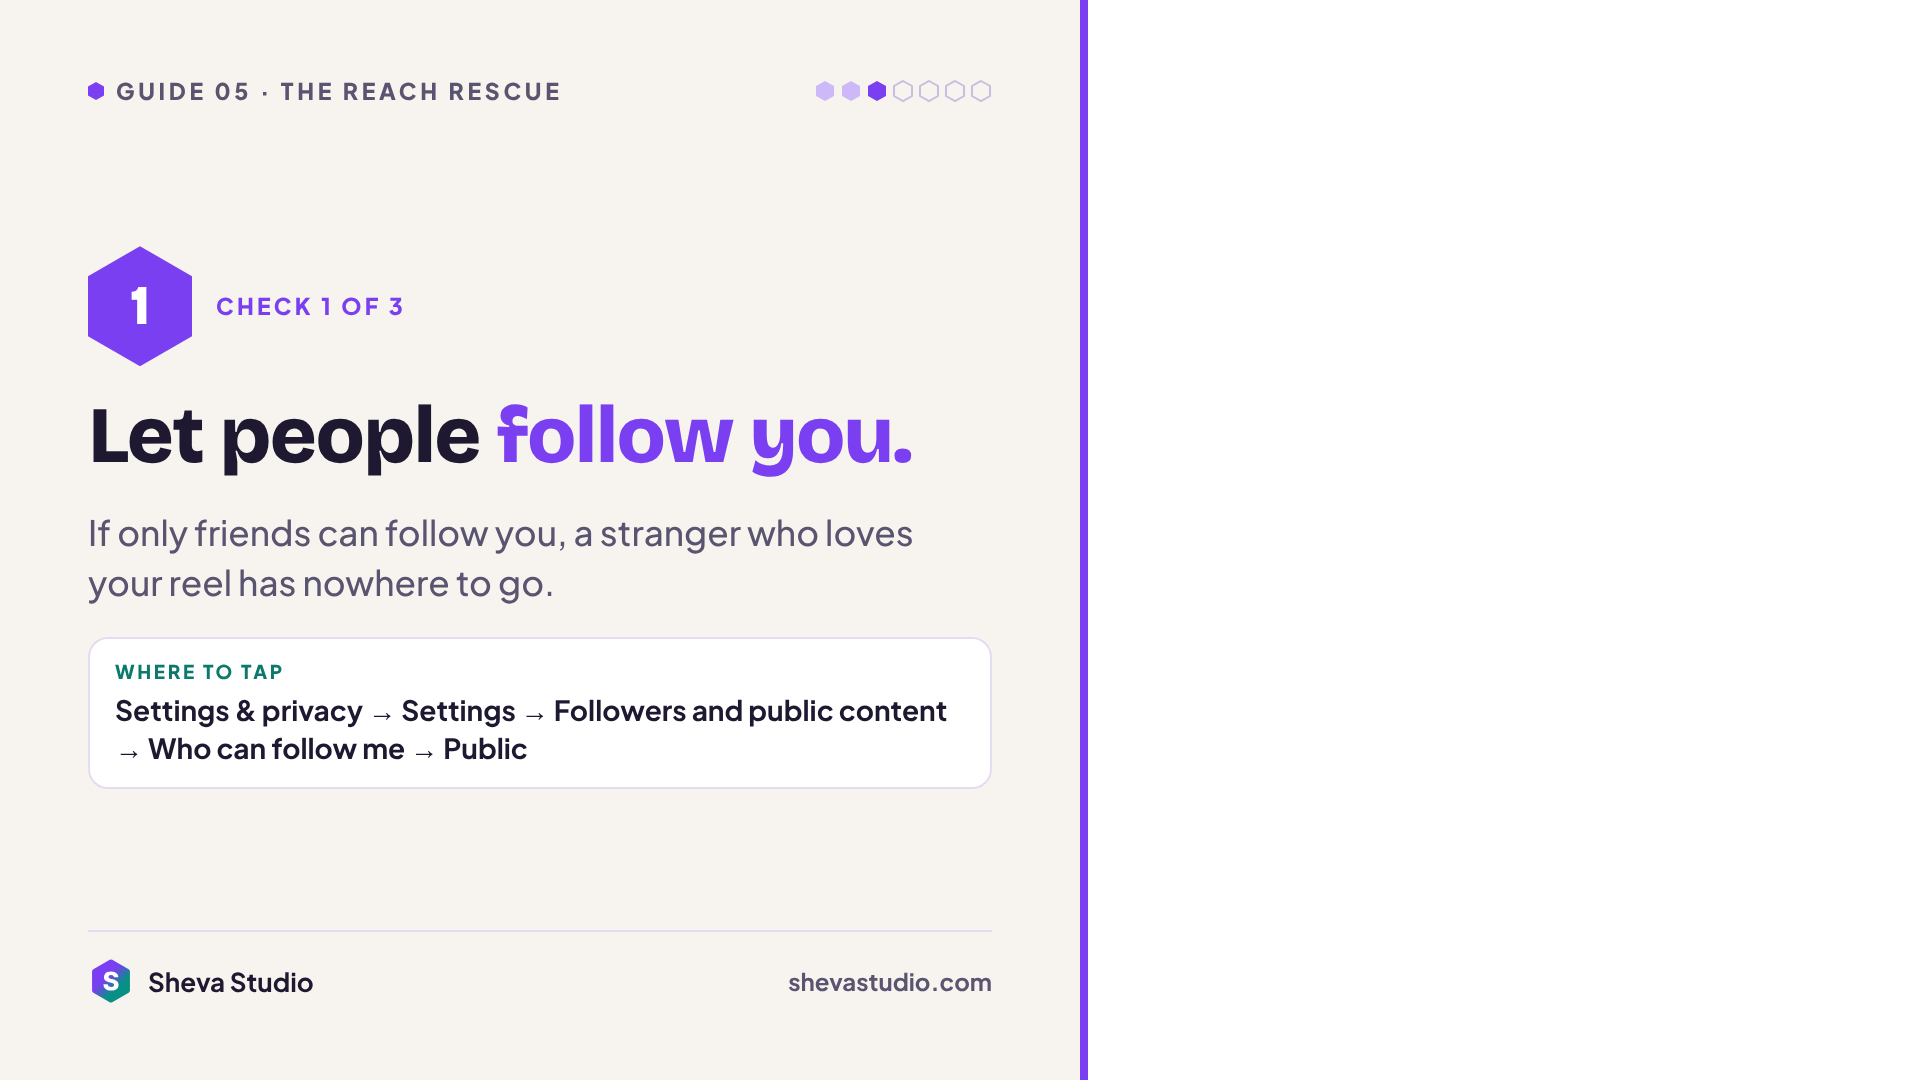 GUIDE 05 · THE REACH RESCUE
1
CHECK 1 OF 3
Let people follow you.
If only friends can follow you, a stranger who loves
your reel has nowhere to go.
WHERE TO TAP
Settings & privacy → Settings → Followers and public content
→ Who can follow me → Public
S
Sheva Studio
shevastudio.com